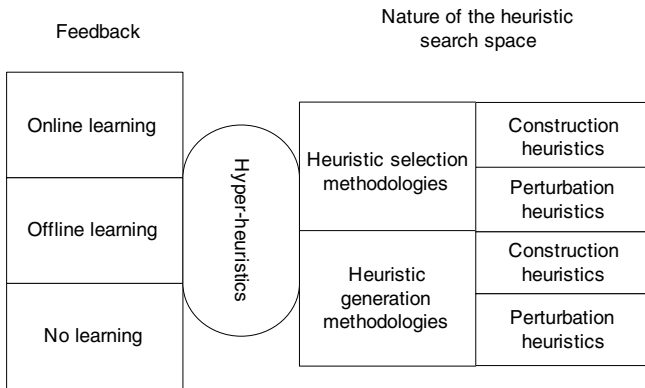 Feedback
Nature of the heuristic
search space
Online learning
Offline learning
No learning
Hyper-heuristics
Heuristic selection
methodologies
Construction
heuristics
Perturbation
heuristics
Heuristic
generation
methodologies
Construction
heuristics
Perturbation
heuristics